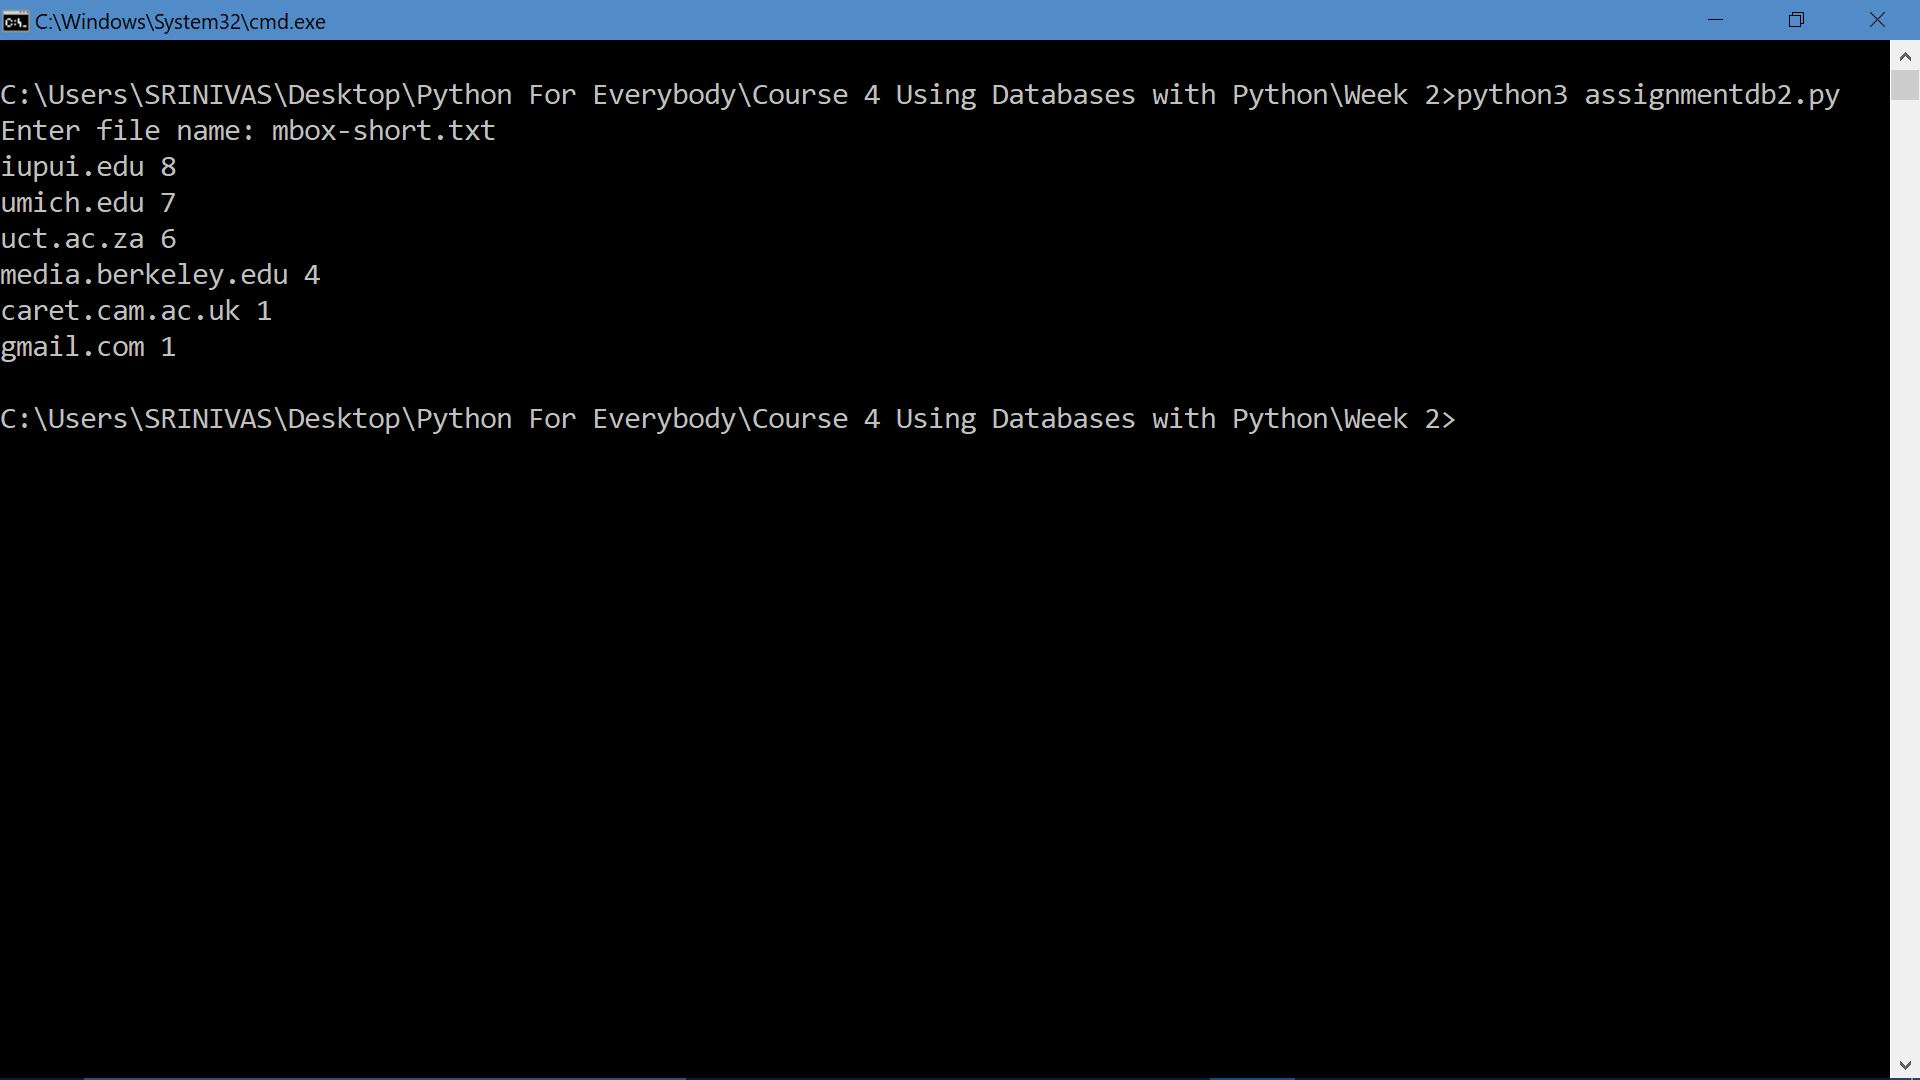 C:\Windows\System32\cmd.exe
C:\Users\SRINIVAS\Desktop\Python For Everybody\Course 4 Using Databases with Python\Week 2>python3 assignmentdb2.py
Enter file name: mbox-short.txt
iupui.edu 8
umich.edu 7
uct.ac.za 6
media.berkeley.edu 4
caret.cam.ac.uk 1
gmail.com 1
C:\Users\SRINIVAS\Desktop\Python For Everybody\Course 4 Using Databases with Python\Week 2>